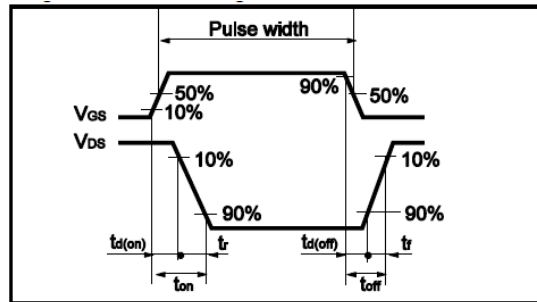 Pulse width
90%
50%
50%
10%
VGS
VDS
10%
10%
90%
90%
td(on)
tr
td(off)
tf
ton
toff